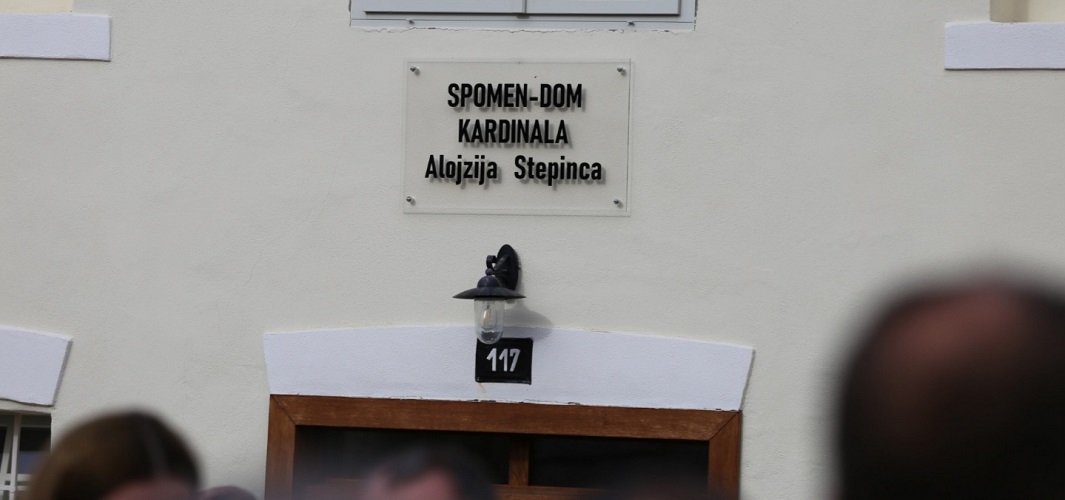 SPOMEN-DOM
KARDINALA
Alojzija Stepinca
117